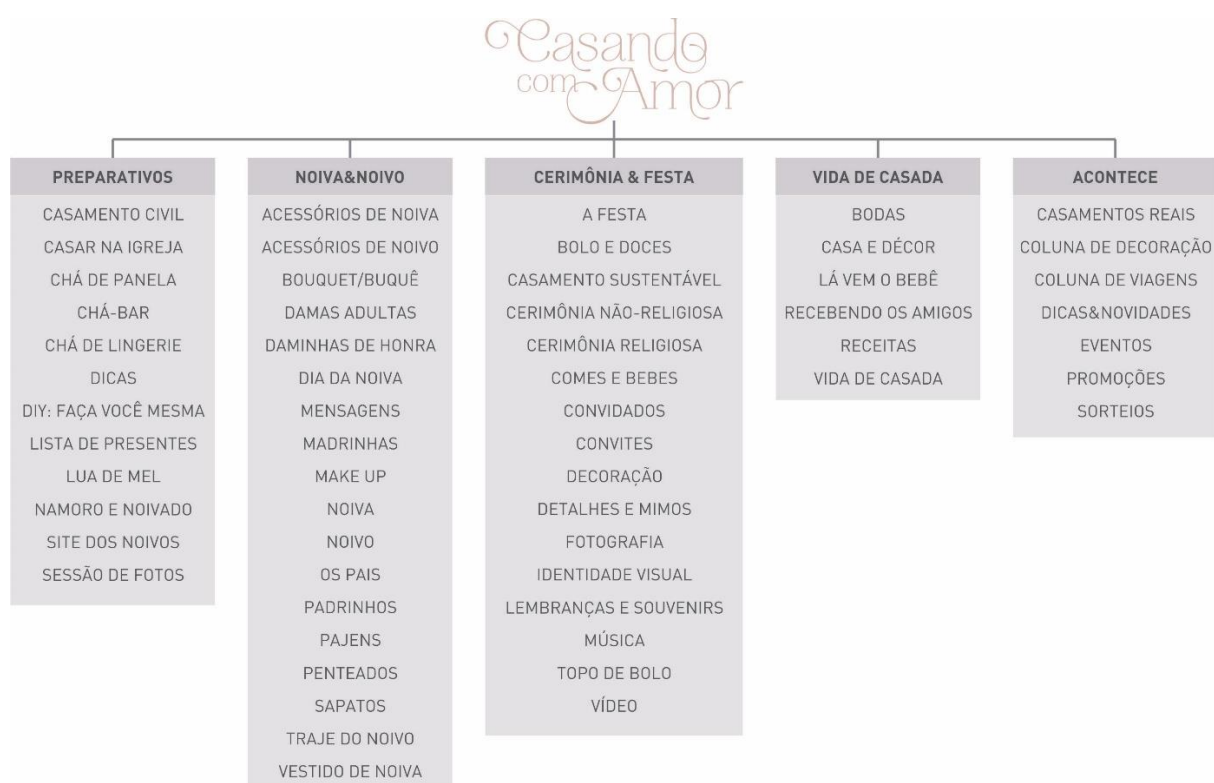 Casando
com Amor
PREPARATIVOS
CASAMENTO CIVIL
CASAR NA IGREJA
CHÁ DE PANELA
CHÁ-BAR
CHÁ DE LINGERIE
DICAS
DIY: FAÇA VOCÊ MESMA
LISTA DE PRESENTES
LUA DE MEL
NAMORO E NOIVADO
SITE DOS NOIVOS
SESSÃO DE FOTOS
NOIVA&NOIVO
ACESSÓRIOS DE NOIVA
ACESSÓRIOS DE NOIVO
BOUQUET/BUQUÊ
DAMAS ADULTAS
DAMINHAS DE HONRA
DIA DA NOIVA
MENSAGENS
MADRINHAS
MAKE UP
NOIVA
NOIVO
OS PAIS
PADRINHOS
PAJENS
PENTEADOS
SAPATOS
TRAJE DO NOIVO
VESTIDO DE NOIVA
CERIMÔNIA & FESTA
A FESTA
BOLO E DOCES
CASAMENTO SUSTENTÁVEL
CERIMÔNIA NÃO-RELIGIOSA
CERIMÔNIA RELIGIOSA
COMES E BEBES
CONVIDADOS
CONVITES
DECORAÇÃO
DETALHES E MIMOS
FOTOGRAFIA
IDENTIDADE VISUAL
LEMBRANÇAS E SOUVENIRS
MÚSICA
TOPO DE BOLO
VÍDEO
VIDA DE CASADA
BODAS
CASA E DÉCOR
LÁ VEM O BEBÊ
RECEBENDO OS AMIGOS
RECEITAS
VIDA DE CASADA
ACONTECE
CASAMENTOS REAIS
COLUNA DE DECORAÇÃO
COLUNA DE VIAGENS
DICAS&NOVIDADES
EVENTOS
PROMOÇÕES
SORTEIOS